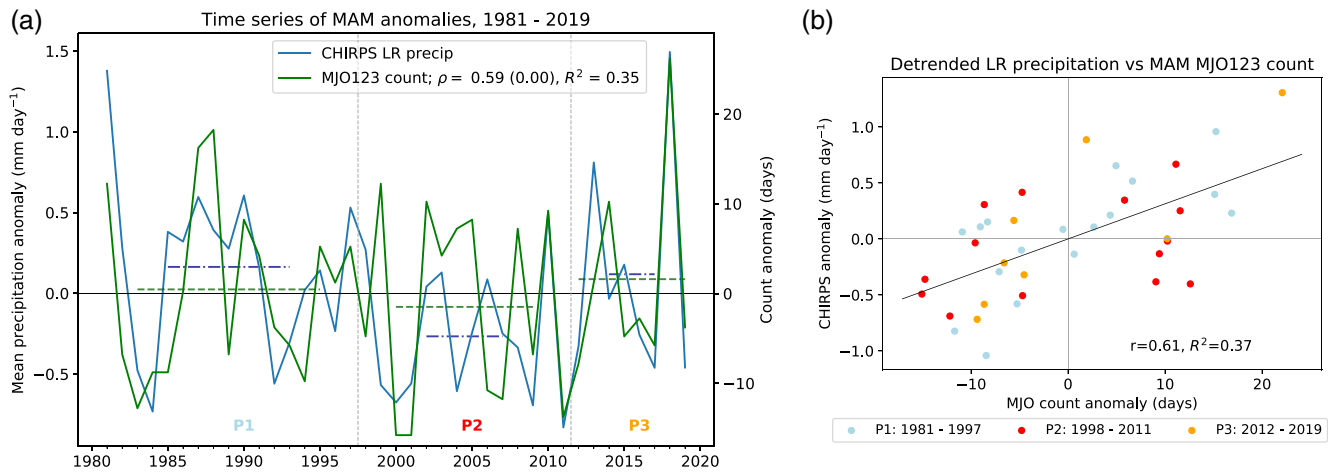 (a)
Time series of MAM anomalies, 1981 - 2019
CHIRPS LR precip
MJO123 count; ρ = 0.59 (0.00), R² = 0.35
Mean precipitation anomaly (mm day⁻¹)
1.5
1.0
0.5
0.0
−0.5
20
10
0
−10
Count anomaly (days)
P1
P2
P3
1980 1985 1990 1995 2000 2005 2010 2015 2020
(b)
Detrended LR precipitation vs MAM MJO123 count
CHIRPS anomaly (mm day⁻¹)
1.0
0.5
0.0
−0.5
−1.0
r=0.61, R²=0.37
−10 0 10 20
MJO count anomaly (days)
P1: 1981 - 1997 P2: 1998 - 2011 P3: 2012 - 2019